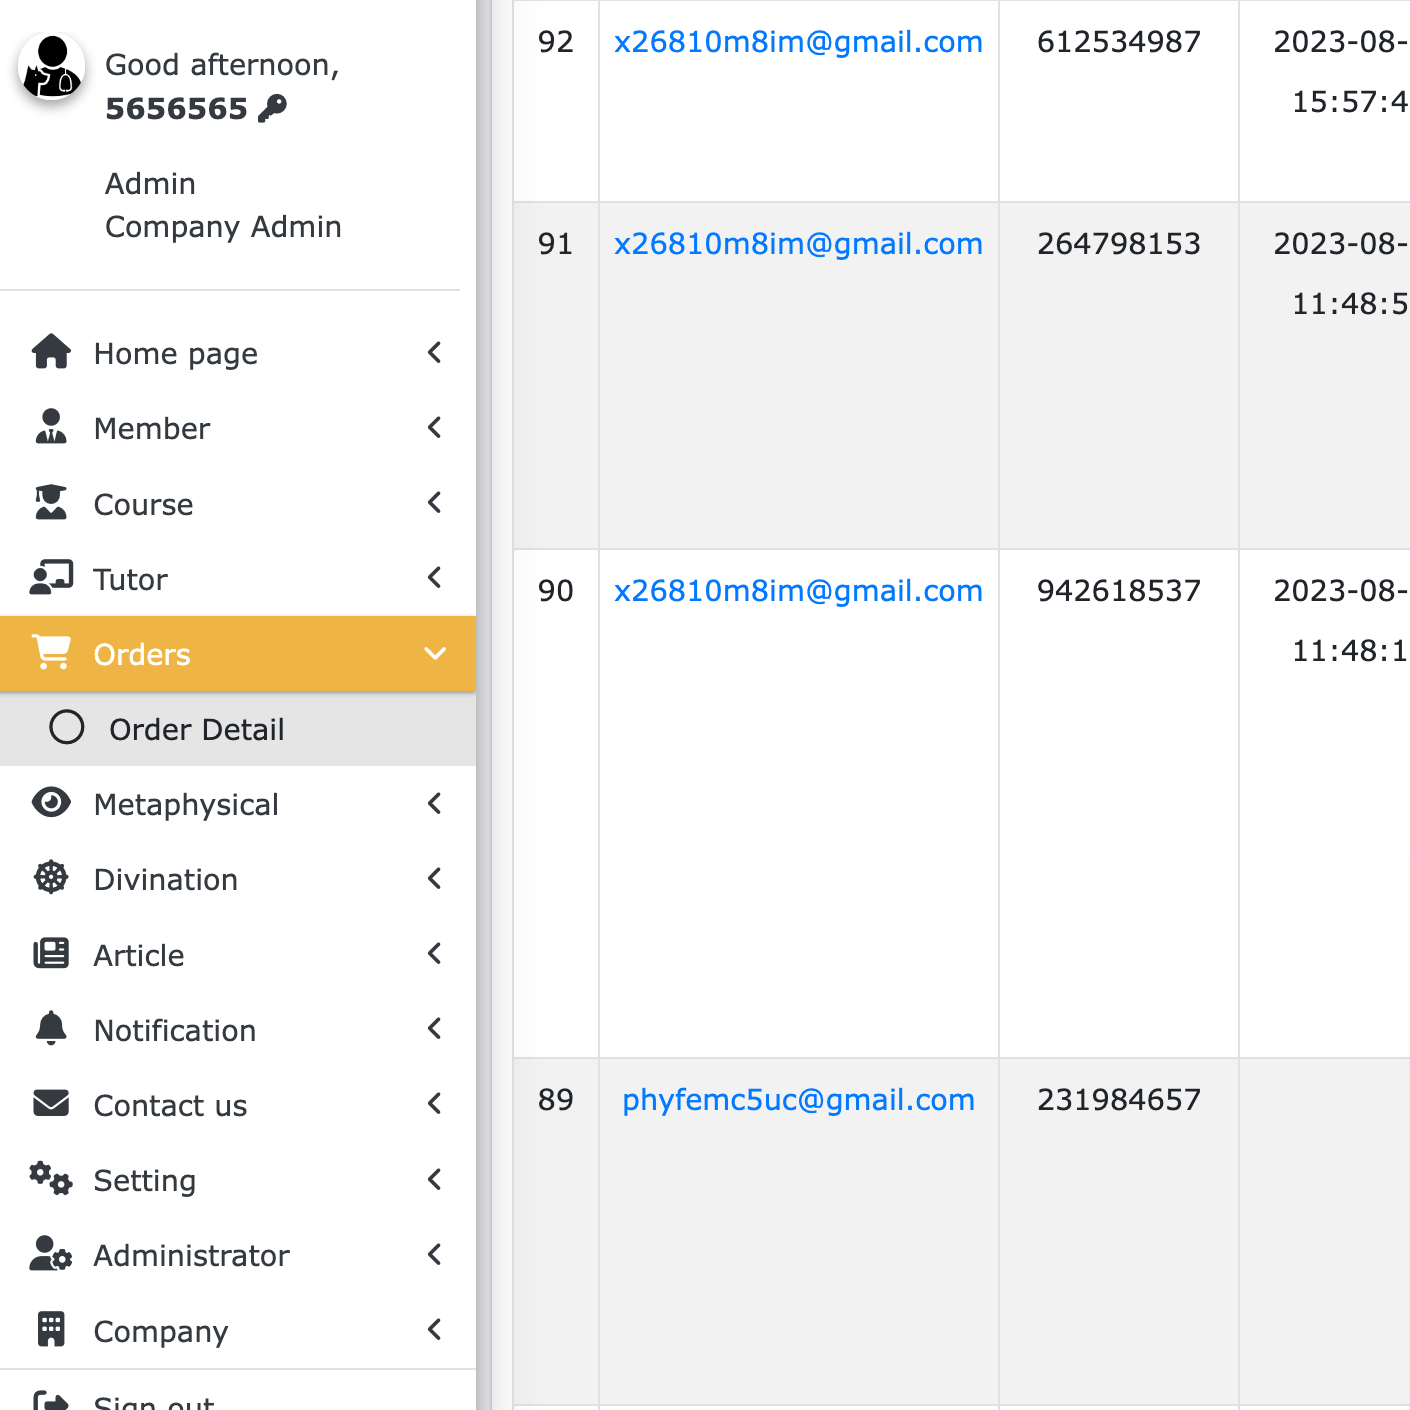 Good afternoon,
5656565
Admin
Company Admin
Home page
Member
Course
Tutor
Orders
Order Detail
Metaphysical
Divination
Article
Notification
Contact us
Setting
Administrator
Company
Sign out
92 x26810m8im@gmail.com 612534987 2023-08-
15:57:4
91 x26810m8im@gmail.com 264798153 2023-08-
11:48:5
90 x26810m8im@gmail.com 942618537 2023-08-
11:48:1
89 phyfemc5uc@gmail.com 231984657